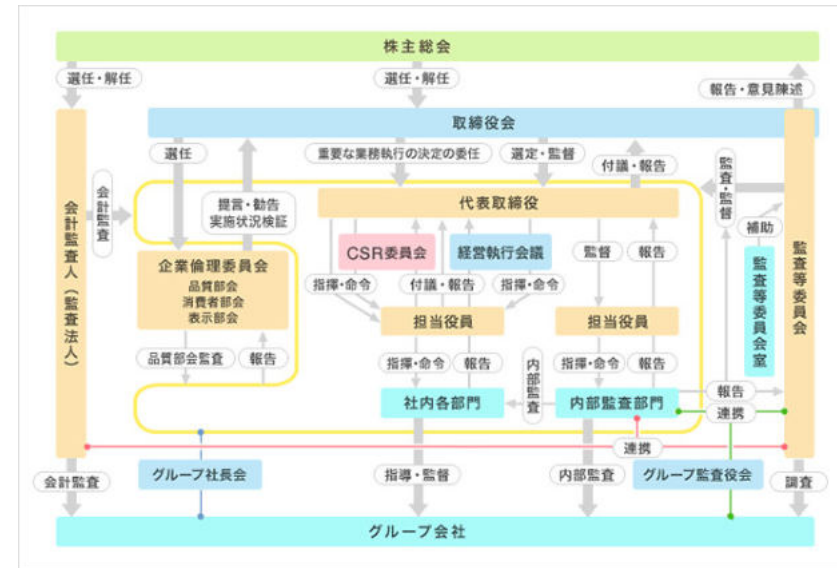 株主総会
選任・解任
選任・解任
報告・意見陳述
取締役会
選任
重要な業務執行の決定の委任
選定・監督
付議・報告
監査・監督
会計監査
提言・勧告
実施状況検証
代表取締役
補助
会計監査人（監査法人）
企業倫理委員会
品質部会
消費者部会
表示部会
CSR委員会
経営執行会議
監督
報告
監査等委員会室
監査等委員会
指揮・命令
付議・報告
指揮・命令
担当役員
担当役員
品質部会監査
報告
指揮・命令
報告
内部監査
指揮・命令
報告
報告
社内各部門
内部監査部門
連携
連携
会計監査
グループ社長会
指導・監督
内部監査
グループ監査役会
調査
グループ会社